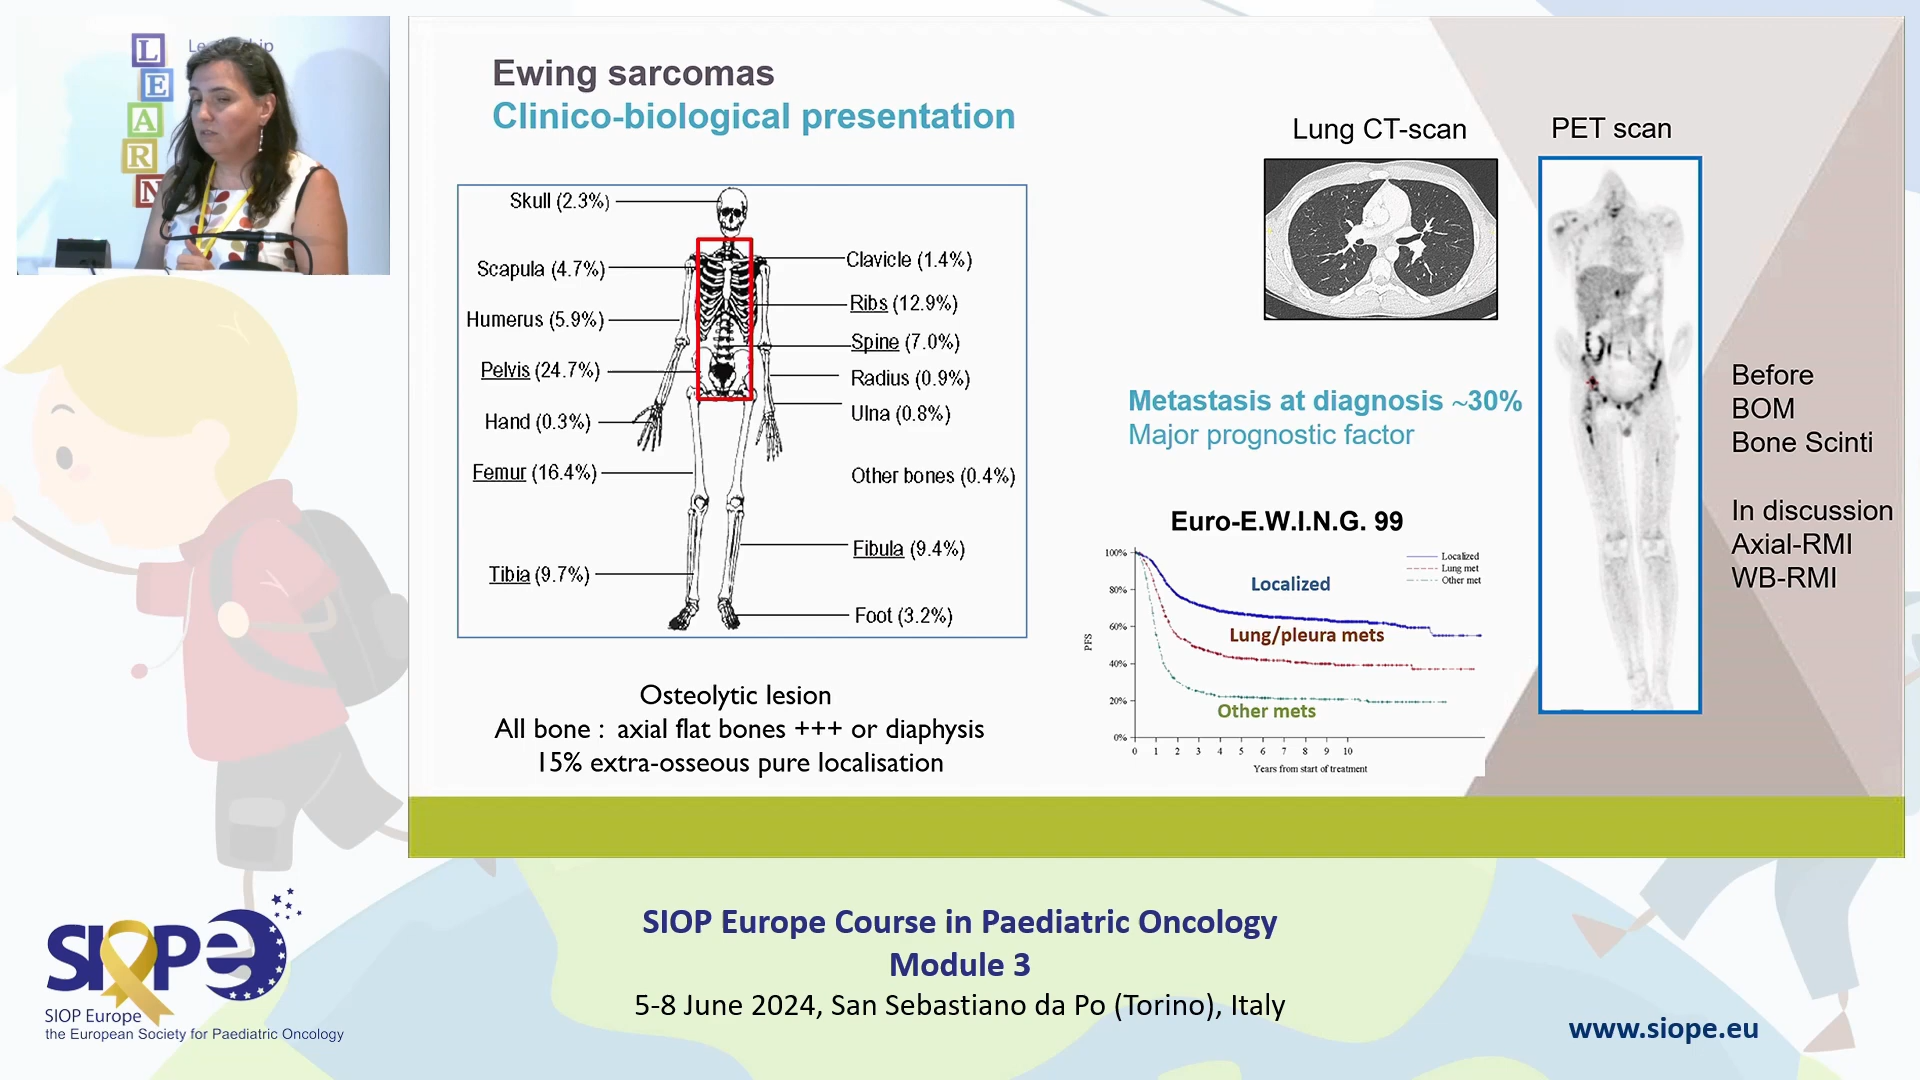 L
E
A
R
N
Ewing sarcomas
Clinico-biological presentation
Skull (2.3%)
Scapula (4.7%)
Humerus (5.9%)
Pelvis (24.7%)
Hand (0.3%)
Femur (16.4%)
Tibia (9.7%)
Clavicle (1.4%)
Ribs (12.9%)
Spine (7.0%)
Radius (0.9%)
Ulna (0.8%)
Other bones (0.4%)
Fibula (9.4%)
Foot (3.2%)
Osteolytic lesion
All bone : axial flat bones +++ or diaphysis
15% extra-osseous pure localisation
Lung CT-scan
PET scan
Metastasis at diagnosis ~30%
Major prognostic factor
Before
BOM
Bone Scinti
In discussion
Axial-RMI
WB-RMI
Euro-E.W.I.N.G. 99
Localized
Lung met
Other met
Localized
Lung/pleura mets
Other mets
100%
80%
60%
40%
20%
0%
PFS
0 1 2 3 4 5 6 7 8 9 10
Years from start of treatment
SIOP Europe Course in Paediatric Oncology
Module 3
5-8 June 2024, San Sebastiano da Po (Torino), Italy
SIOPe
SIOP Europe
the European Society for Paediatric Oncology
www.siope.eu